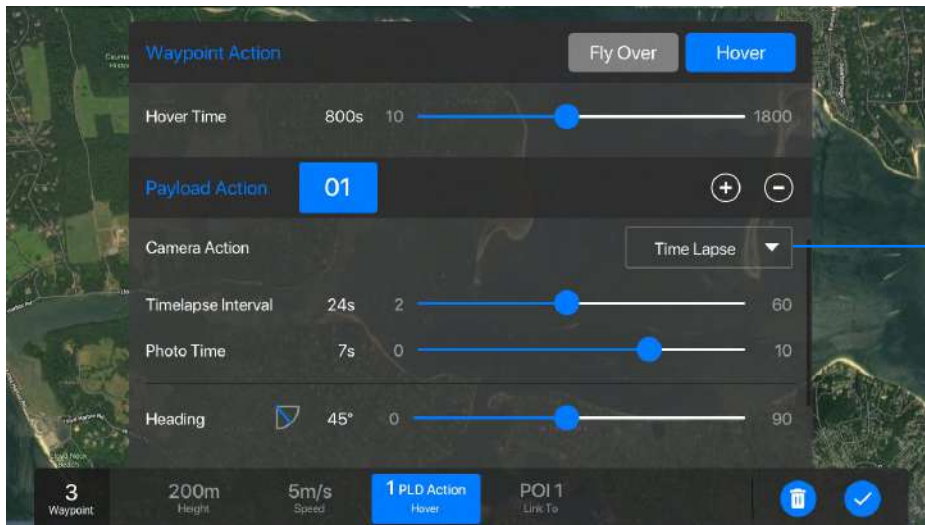 Waypoint Action Fly Over Hover
Hover Time 800s 10 1800
Payload Action 01
Camera Action Time Lapse
Timelapse Interval 24s 2 60
Photo Time 7s 0 10
Heading 45° 0 90
3 200m 5m/s 1 PLD Action POI 1
Waypoint Height Speed Hover Link To